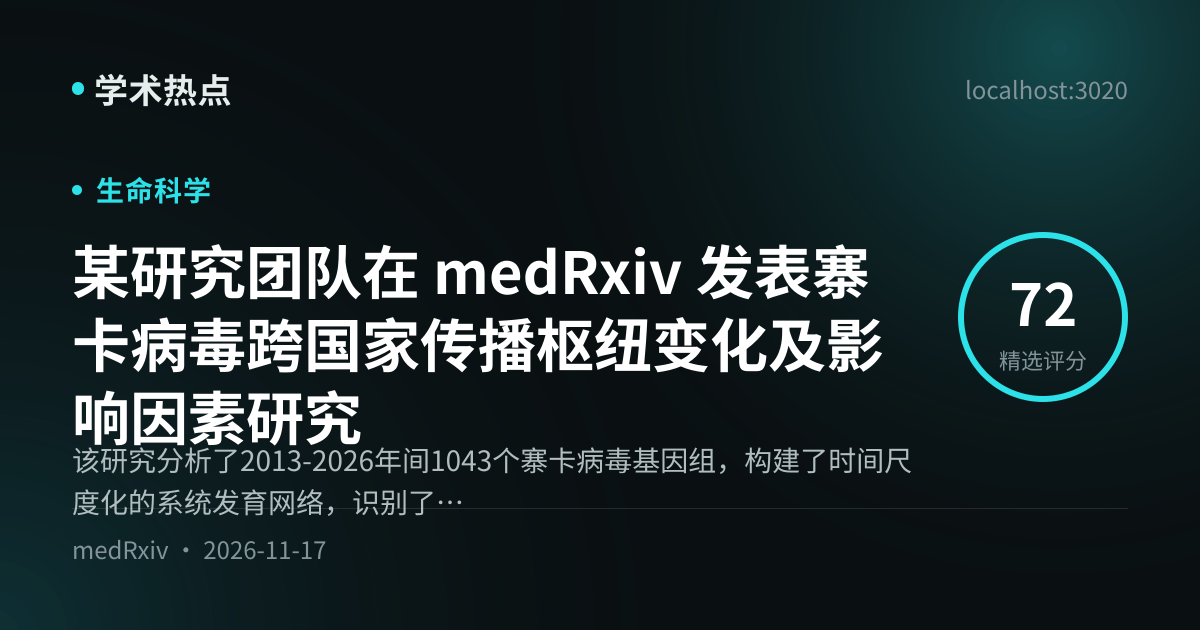 学术热点
localhost:3020
生命科学
某研究团队在 medRxiv 发表寨
卡病毒跨国家传播枢纽变化及影
响因素研究
72
精选评分
该研究分析了2013-2026年间1043个寨卡病毒基因组，构建了时间尺
度化的系统发育网络，识别了…
medRxiv · 2026-11-17